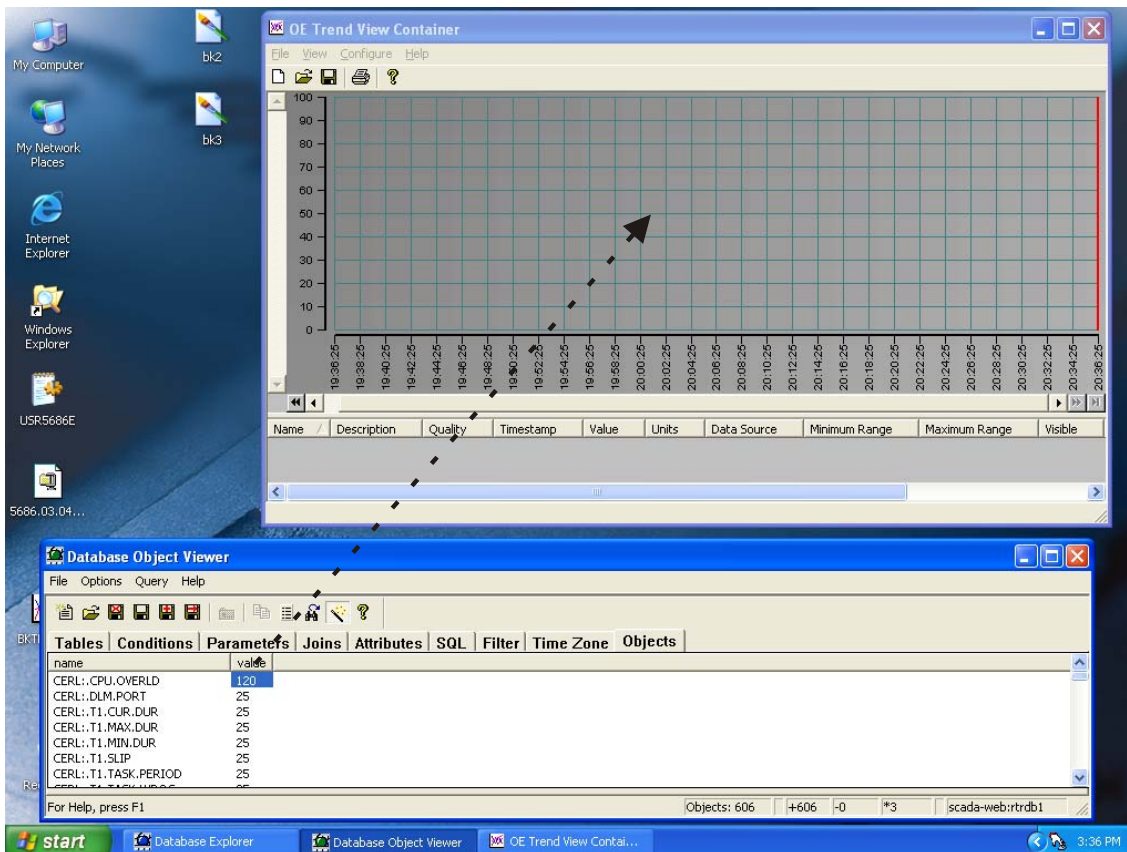 My Computer
bk2
My Network
Places
bk3
Internet
Explorer
Windows
Explorer
USR5686E
5686.03.04...
OE Trend View Container
File View Configure Help
100
90
80
70
60
50
40
30
20
10
0
19:36:25 19:38:25 19:40:25 19:42:25 19:44:25 19:46:25 19:48:25 19:50:25 19:52:25 19:54:25 19:56:25 19:58:25 20:00:25 20:02:25 20:04:25 20:06:25 20:08:25 20:10:25 20:12:25 20:14:25 20:16:25 20:18:25 20:20:25 20:22:25 20:24:25 20:26:25 20:28:25 20:30:25 20:32:25 20:34:25 20:36:25
Name Description Quality Timestamp Value Units Data Source Minimum Range Maximum Range Visible
Database Object Viewer
File Options Query Help
BKT
Tables Conditions Parameters Joins Attributes SQL Filter Time Zone Objects
name value
CERL:.CPU.OVERLD 120
CERL:.DLM.PORT 25
CERL:.T1.CUR.DUR 25
CERL:.T1.MAX.DUR 25
CERL:.T1.MIN.DUR 25
CERL:.T1.SLIP 25
CERL:.T1.TASK.PERIOD 25
Re
For Help, press F1
Objects: 606 +606 -0 *3 scada-web:rtrdb1
start Database Explorer Database Object Viewer OE Trend View Contai... 3:36 PM